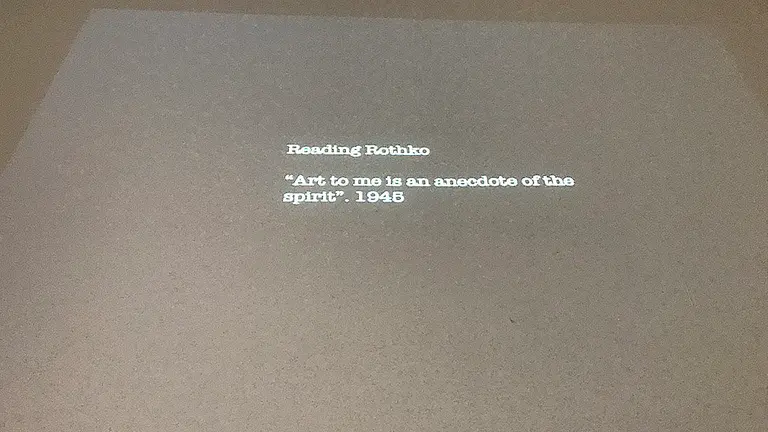 Reading Rothko
“Art to me is an anecdote of the
spirit”. 1945